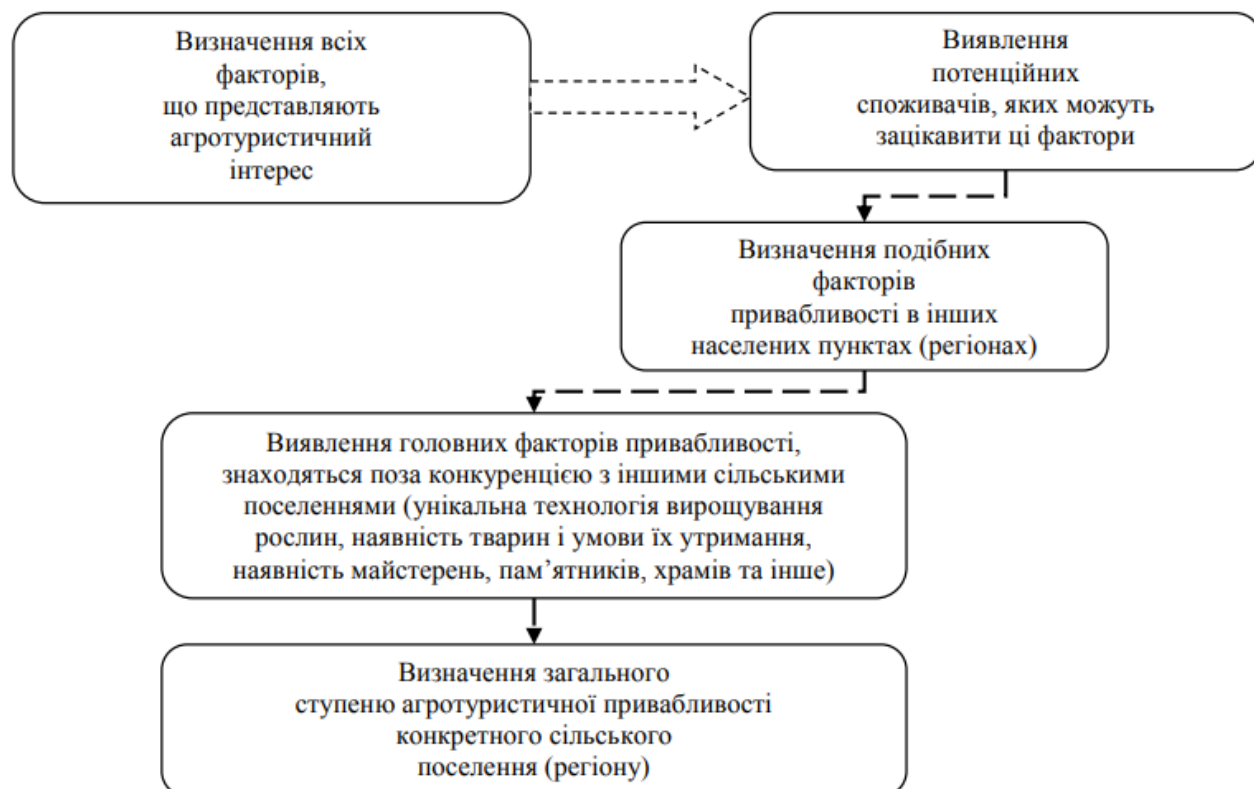 Визначення всіх
факторів,
що представляють
агротуристичний
інтерес
Виявлення
потенційних
споживачів, яких можуть
зацікавити ці фактори
Визначення подібних
факторів
привабливості в інших
населених пунктах (регіонах)
Виявлення головних факторів привабливості,
знаходяться поза конкуренцією з іншими сільськими
поселеннями (унікальна технологія вирощування
рослин, наявність тварин і умови їх утримання,
наявність майстерень, пам’ятників, храмів та інше)
Визначення загального
ступеню агротуристичної привабливості
конкретного сільського
поселення (регіону)